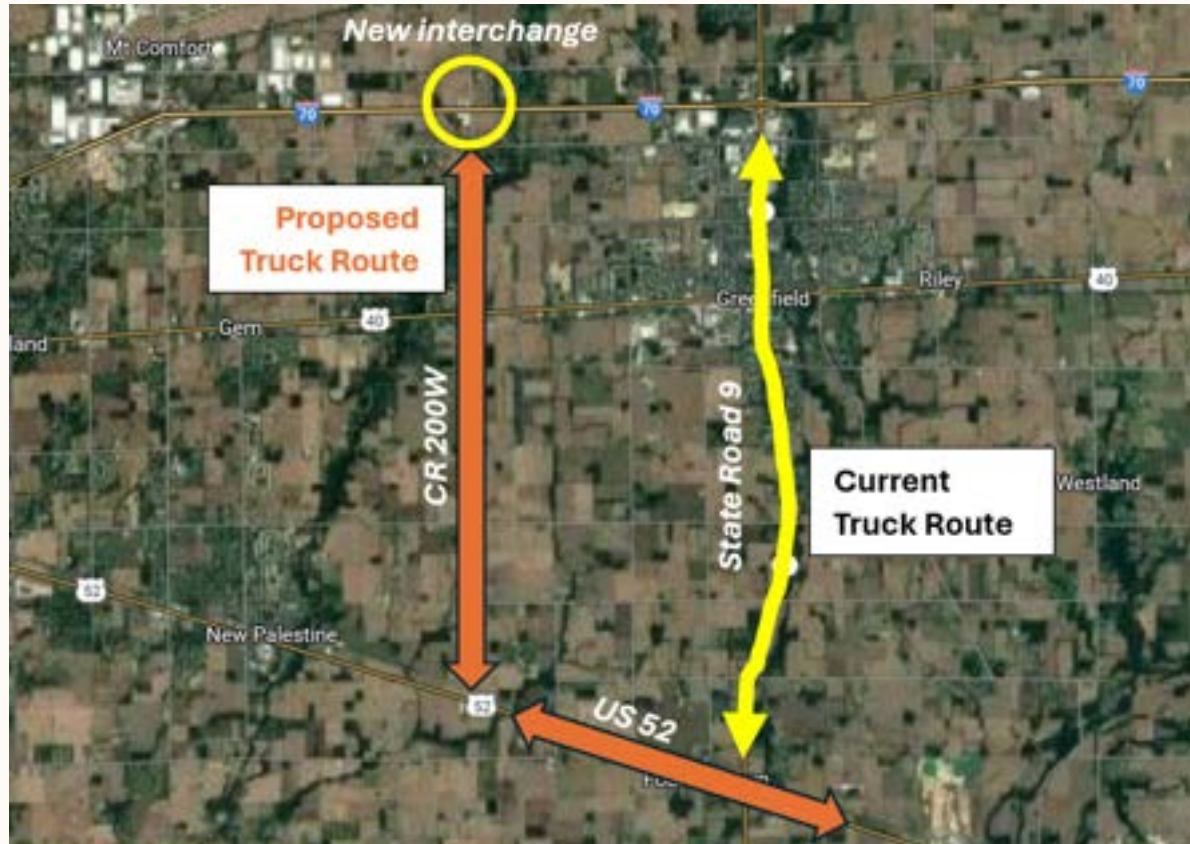 New interchange
Mt Comfort
70
70
70
Proposed
Truck Route
Riley
40
Greenfield
40
Gem
land
CR 200W
State Road 9
Current
Truck Route
Westland
52
New Palestine
52
US 52